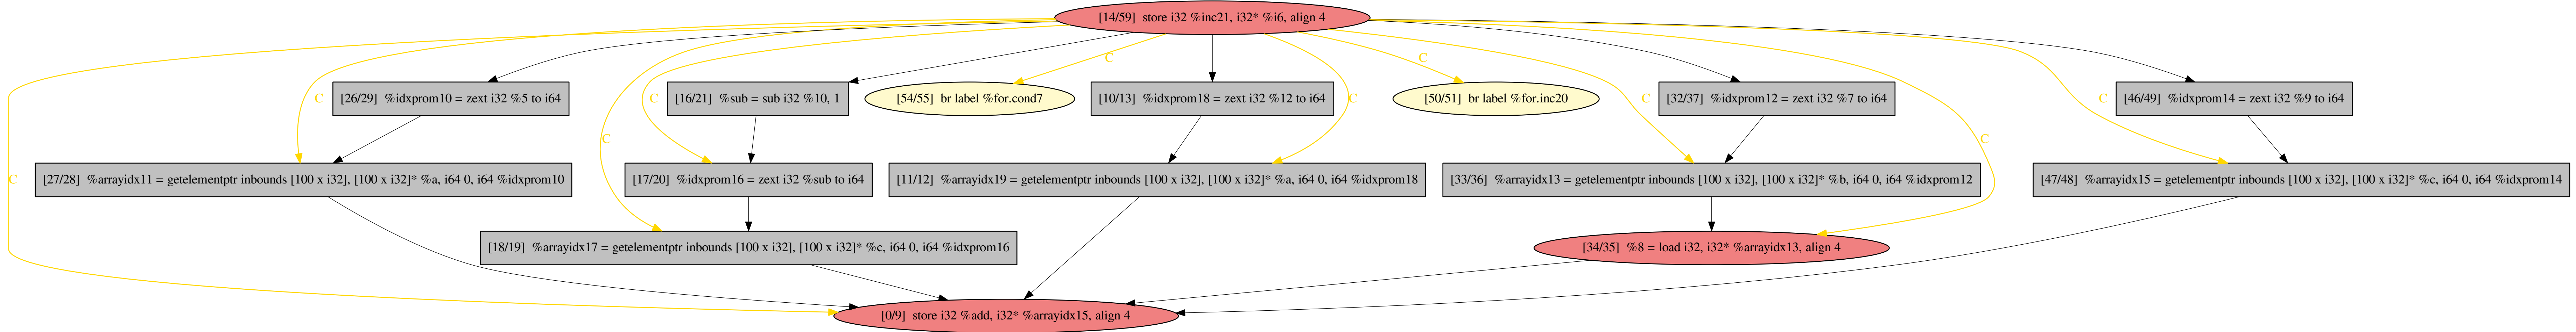 [14/59]  store i32 %inc21, i32* %i6, align 4
C
C
[26/29]  %idxprom10 = zext i32 %5 to i64
C
[16/21]  %sub = sub i32 %10, 1
[54/55]  br label %for.cond7
[10/13]  %idxprom18 = zext i32 %12 to i64
C
[50/51]  br label %for.inc20
C
[32/37]  %idxprom12 = zext i32 %7 to i64
C
[46/49]  %idxprom14 = zext i32 %9 to i64
C
C
C
C
[27/28]  %arrayidx11 = getelementptr inbounds [100 x i32], [100 x i32]* %a, i64 0, i64 %idxprom10
[17/20]  %idxprom16 = zext i32 %sub to i64
[11/12]  %arrayidx19 = getelementptr inbounds [100 x i32], [100 x i32]* %a, i64 0, i64 %idxprom18
[33/36]  %arrayidx13 = getelementptr inbounds [100 x i32], [100 x i32]* %b, i64 0, i64 %idxprom12
[47/48]  %arrayidx15 = getelementptr inbounds [100 x i32], [100 x i32]* %c, i64 0, i64 %idxprom14
[18/19]  %arrayidx17 = getelementptr inbounds [100 x i32], [100 x i32]* %c, i64 0, i64 %idxprom16
[34/35]  %8 = load i32, i32* %arrayidx13, align 4
[0/9]  store i32 %add, i32* %arrayidx15, align 4